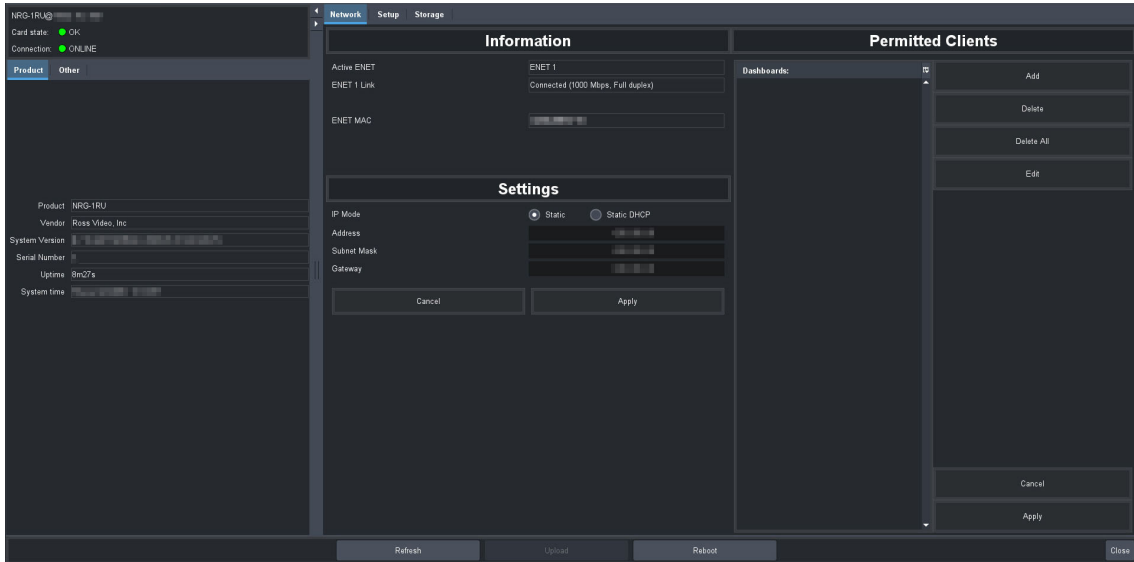 NRG-1RU@
Card state: OK
Connection: ONLINE
Product Other
Product NRG-1RU
Vendor Ross Video, Inc
System Version
Serial Number
Uptime 8m27s
System time
Network Setup Storage
Information
Active ENET ENET 1
ENET 1 Link Connected (1000 Mbps, Full duplex)
ENET MAC
Settings
IP Mode Static Static DHCP
Address
Subnet Mask
Gateway
Cancel Apply
Permitted Clients
Dashboards:
Add
Delete
Delete All
Edit
Cancel
Apply
Refresh Upload Reboot Close